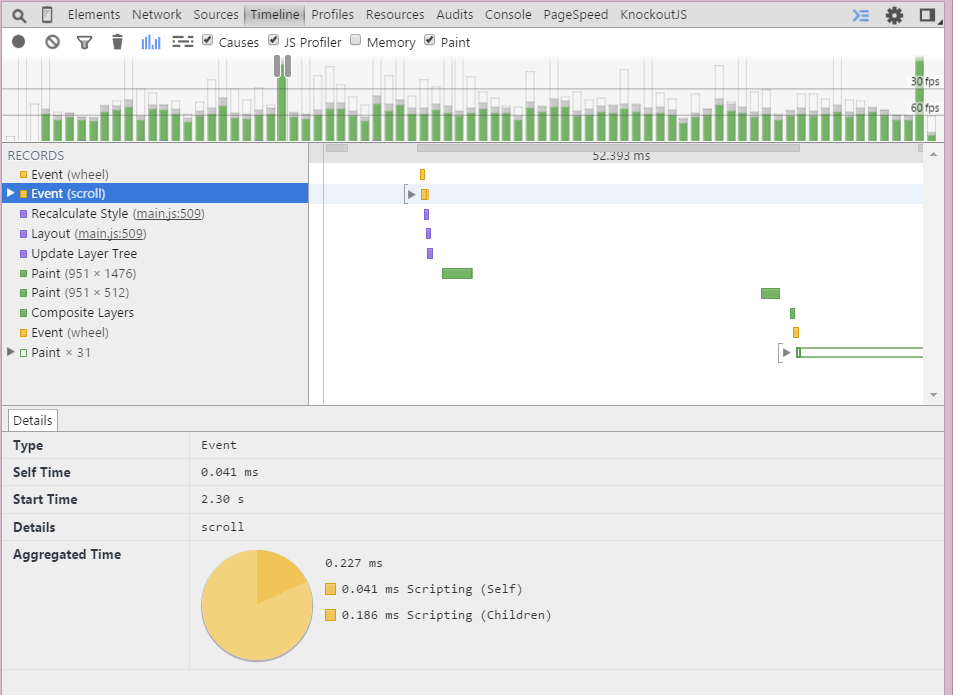 Elements Network Sources Timeline Profiles Resources Audits Console PageSpeed KnockoutJS
Causes JS Profiler Memory Paint
30 fps
60 fps
RECORDS
52.393 ms
Event (wheel)
Event (scroll)
Recalculate Style (main.js:509)
Layout (main.js:509)
Update Layer Tree
Paint (951 × 1476)
Paint (951 × 512)
Composite Layers
Event (wheel)
Paint × 31
Details
Type Event
Self Time 0.041 ms
Start Time 2.30 s
Details scroll
Aggregated Time
0.227 ms
0.041 ms Scripting (Self)
0.186 ms Scripting (Children)